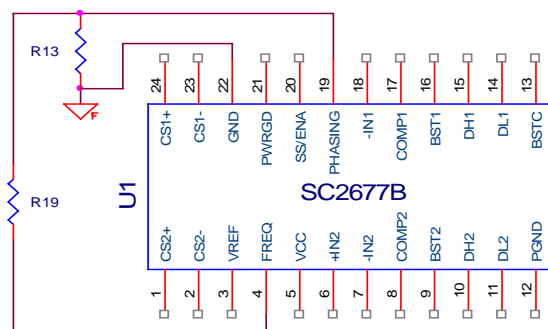 R13
F
R19
24 23 22 21 20 19 18 17 16 15 14 13
CS1+ CS1- GND PWRGD SS/ENA PHASING -IN1 COMP1 BST1 DH1 DL1 BSTC
U1
SC2677B
CS2+ CS2- VREF FREQ VCC +IN2 -IN2 COMP2 BST2 DH2 DL2 PGND
1 2 3 4 5 6 7 8 9 10 11 12